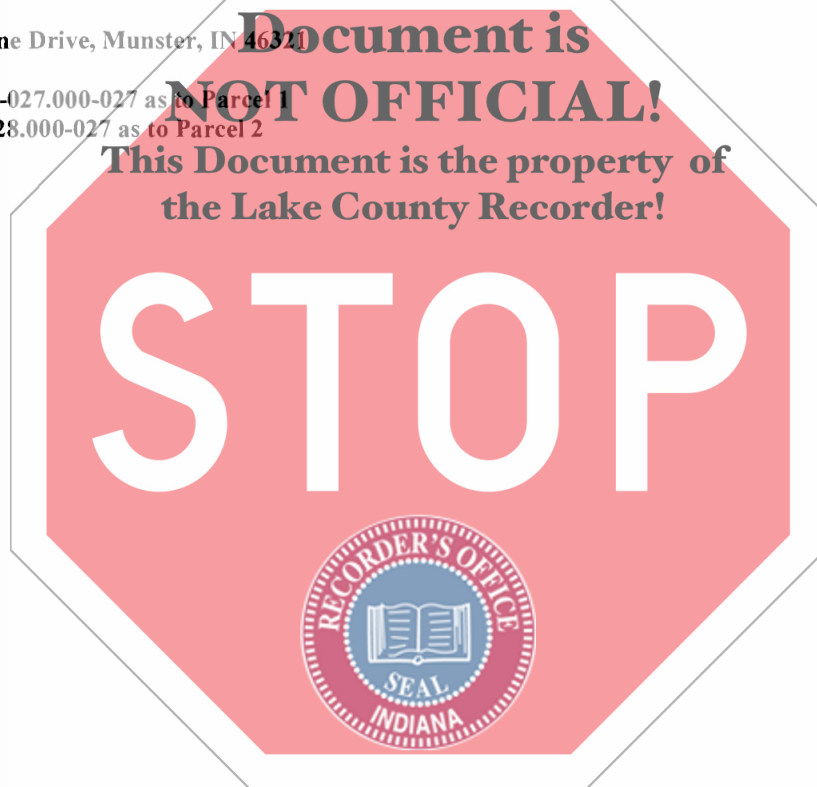 Document is
ne Drive, Munster, IN 46321
NOT OFFICIAL!
-027.000-027 as to Parcel 1
28.000-027 as to Parcel 2
This Document is the property of
the Lake County Recorder!
STOP
RECORDER'S OFFICE
SEAL
INDIANA